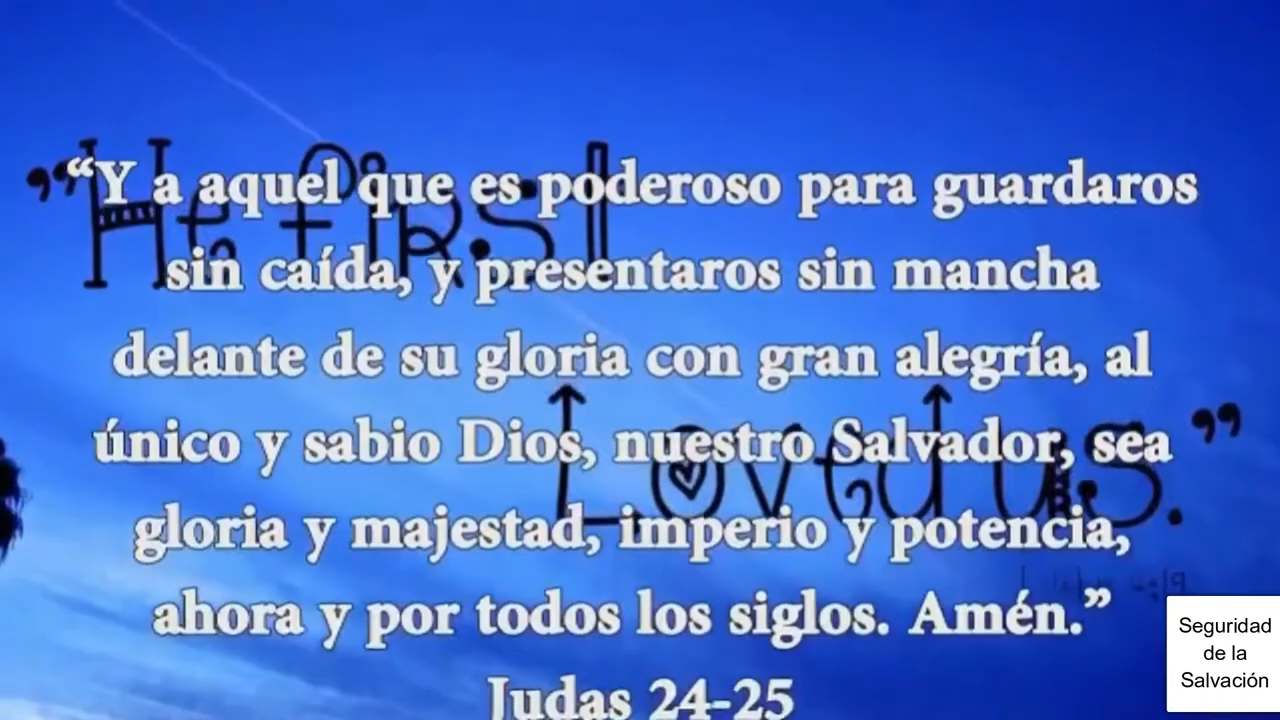 “Y a aquel que es poderoso para guardaros
sin caída, y presentaros sin mancha
delante de su gloria con gran alegría, al
único y sabio Dios, nuestro Salvador, sea
gloria y majestad, imperio y potencia,
ahora y por todos los siglos. Amén.”
Judas 24-25
"He first
Loved us."
Seguridad
de la
Salvación